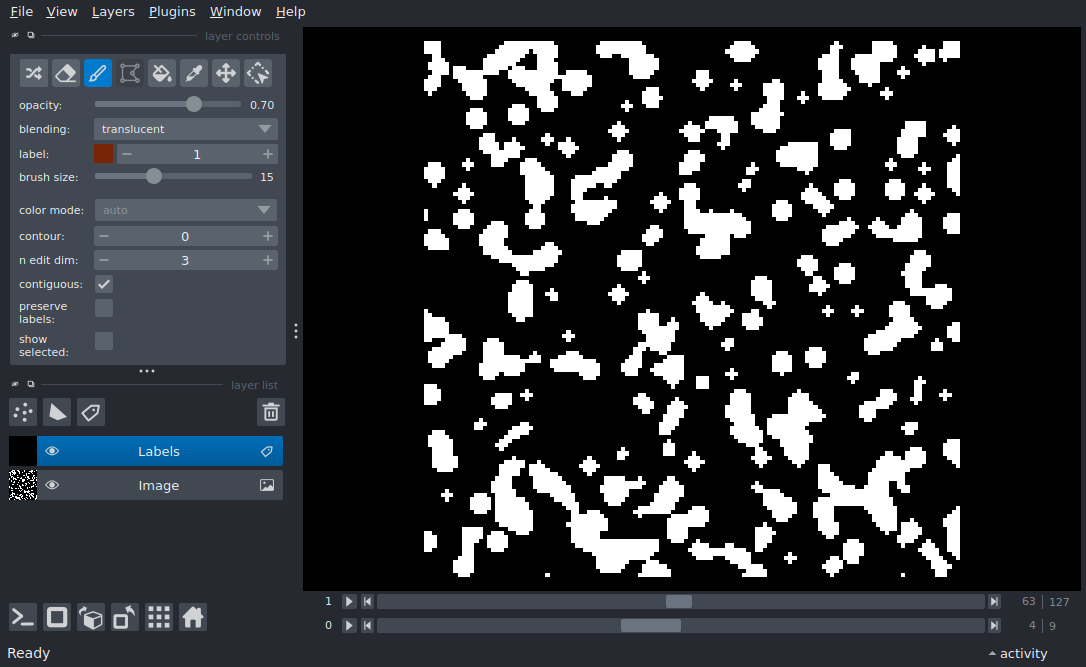 File View Layers Plugins Window Help
layer controls
opacity: 0.70
blending: translucent
label: 1
brush size: 15
color mode: auto
contour: 0
n edit dim: 3
contiguous:
preserve
labels:
show
selected:
layer list
Labels
Image
1 63 127
0 4 9
Ready activity